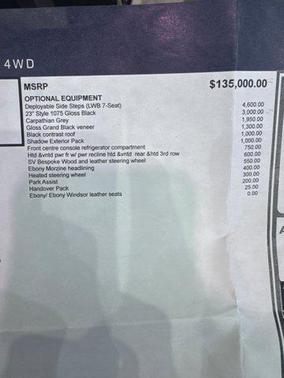 4WD
MSRP $135,000.00
OPTIONAL EQUIPMENT
Deployable Side Steps (LWB 7-Seat) 4,600.00
23" Style 1075 Gloss Black 3,000.00
Carpathian Grey 1,950.00
Gloss Grand Black veneer 1,300.00
Black contrast roof 1,000.00
Shadow Exterior Pack 1,000.00
Front centre console refrigerator compartment 750.00
Htd &vntd pwr fr w/ pwr recline htd &vntd rear &htd 3rd row 600.00
SV Bespoke Wood and leather steering wheel 550.00
Ebony Morzine headlining 400.00
Heated steering wheel 300.00
Park Assist 200.00
Handover Pack 25.00
Ebony/ Ebony Windsor leather seats 0.00